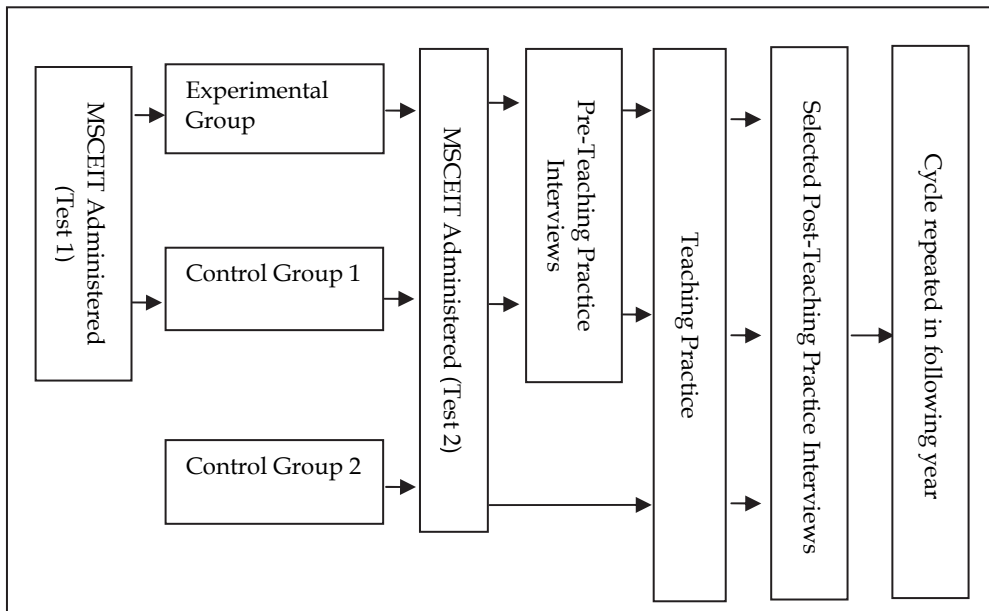 MSCEIT Administered
(Test 1)
Experimental
Group
Control Group 1
Control Group 2
MSCEIT Administered (Test 2)
Pre-Teaching Practice
Interviews
Teaching Practice
Selected Post-Teaching Practice Interviews
Cycle repeated in following year